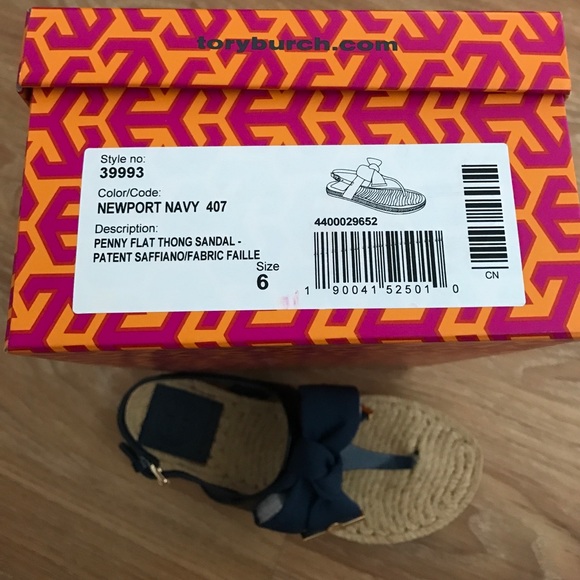 toryburch.com
Style no:
39993
Color/Code:
NEWPORT NAVY 407
Description:
PENNY FLAT THONG SANDAL -
PATENT SAFFIANO/FABRIC FAILLE
Size
6
4400029652
1 90041 52501 0
CN